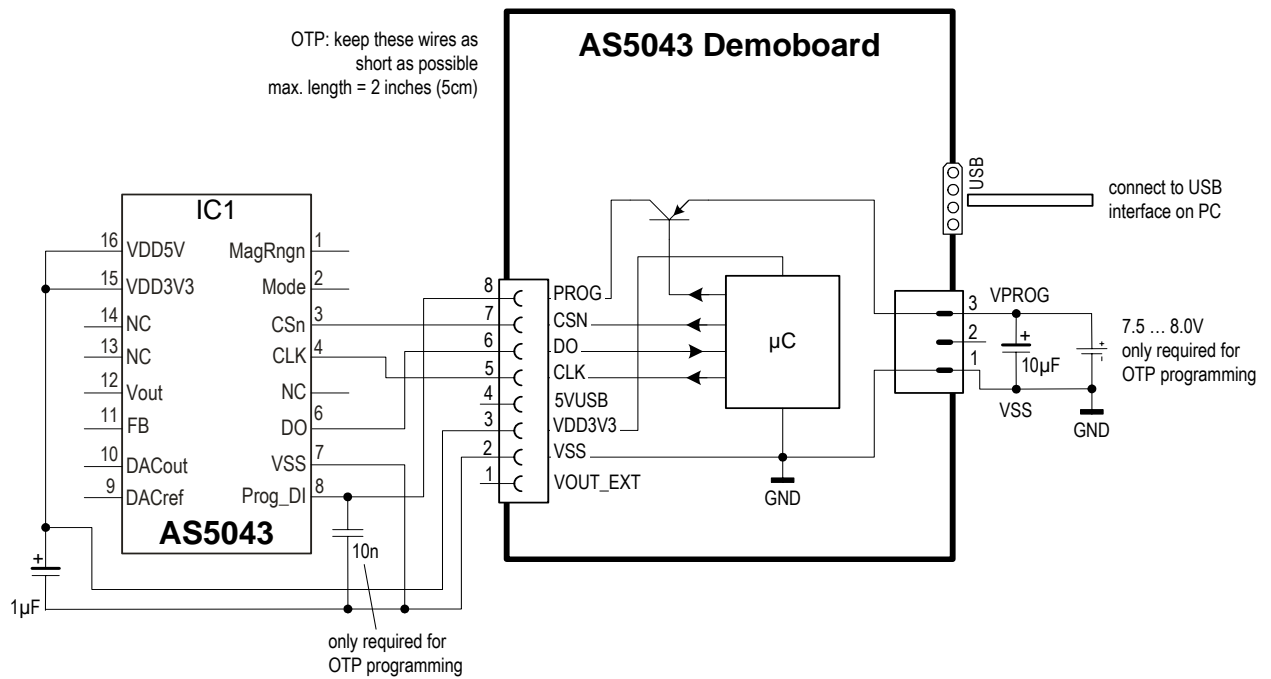 AS5043 Demoboard
OTP: keep these wires as
short as possible
max. length = 2 inches (5cm)
USB
connect to USB
interface on PC
IC1
16 VDD5V
15 VDD3V3
14 NC
13 NC
12 Vout
11 FB
10 DACout
9 DACref
MagRngn 1
Mode 2
CSn 3
CLK 4
NC
DO 6
VSS 7
Prog_DI 8
AS5043
+
1µF
10n
only required for
OTP programming
8 PROG
7 CSN
6 DO
5 CLK
4 5VUSB
3 VDD3V3
2 VSS
1 VOUT_EXT
µC
GND
3 VPROG
2
1
+
10µF
VSS
+
-
7.5 ... 8.0V
only required for
OTP programming
GND